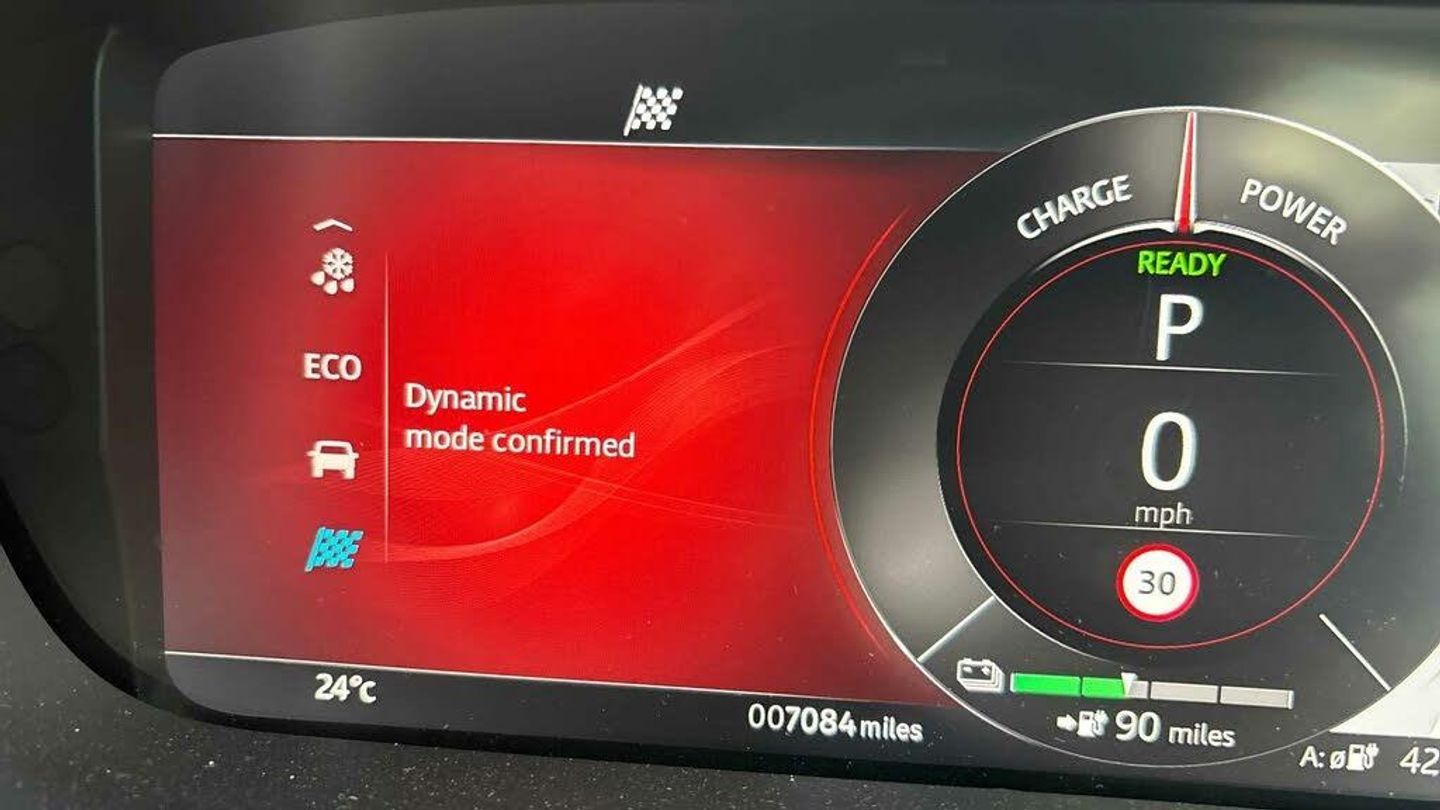 CHARGE
POWER
READY
P
ECO
Dynamic
mode confirmed
0
mph
30
24°C
007084 miles
90 miles
A: ø 42